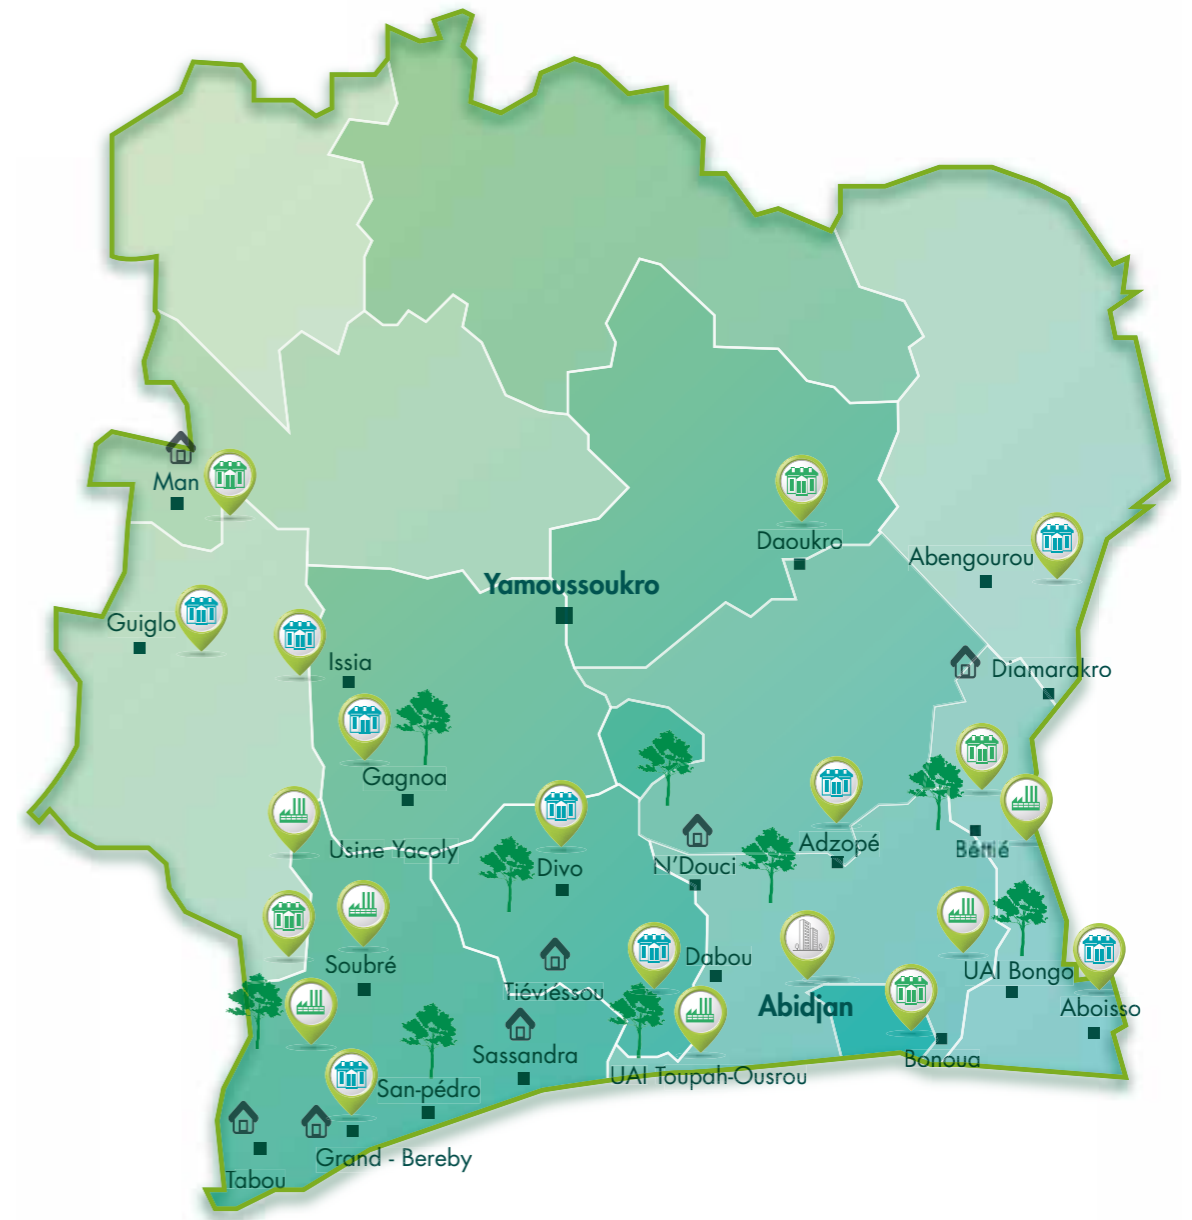 Man
Daoukro
Abengourou
Yamoussoukro
Guiglo
Issia
Diamarakro
Gagnoa
Usine Yacoly
Adzopé
Béttié
Divo
N'Douci
Dabou
Soubré
UAI Bongo
Tiéviessou
Abidjan
Aboisso
Sassandra
Bonoua
UAI Toupah-Ousrou
San-pédro
Grand - Bereby
Tabou